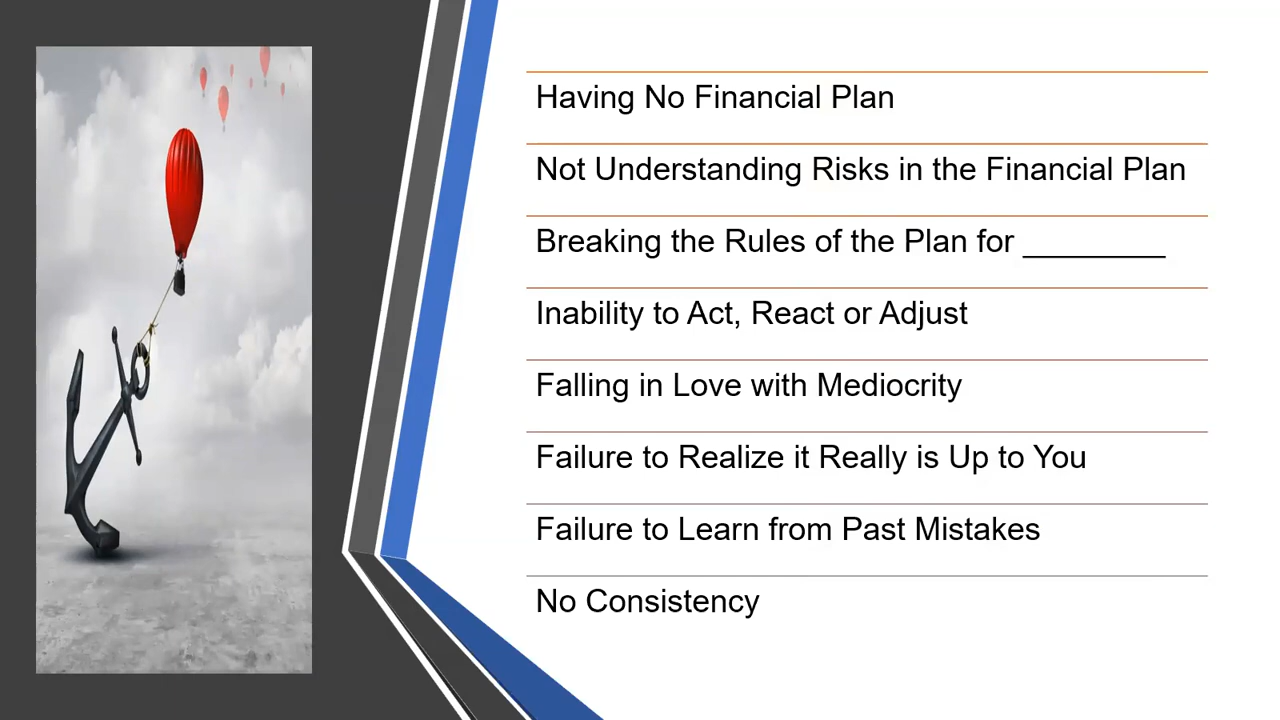 Having No Financial Plan
Not Understanding Risks in the Financial Plan
Breaking the Rules of the Plan for ________
Inability to Act, React or Adjust
Falling in Love with Mediocrity
Failure to Realize it Really is Up to You
Failure to Learn from Past Mistakes
No Consistency